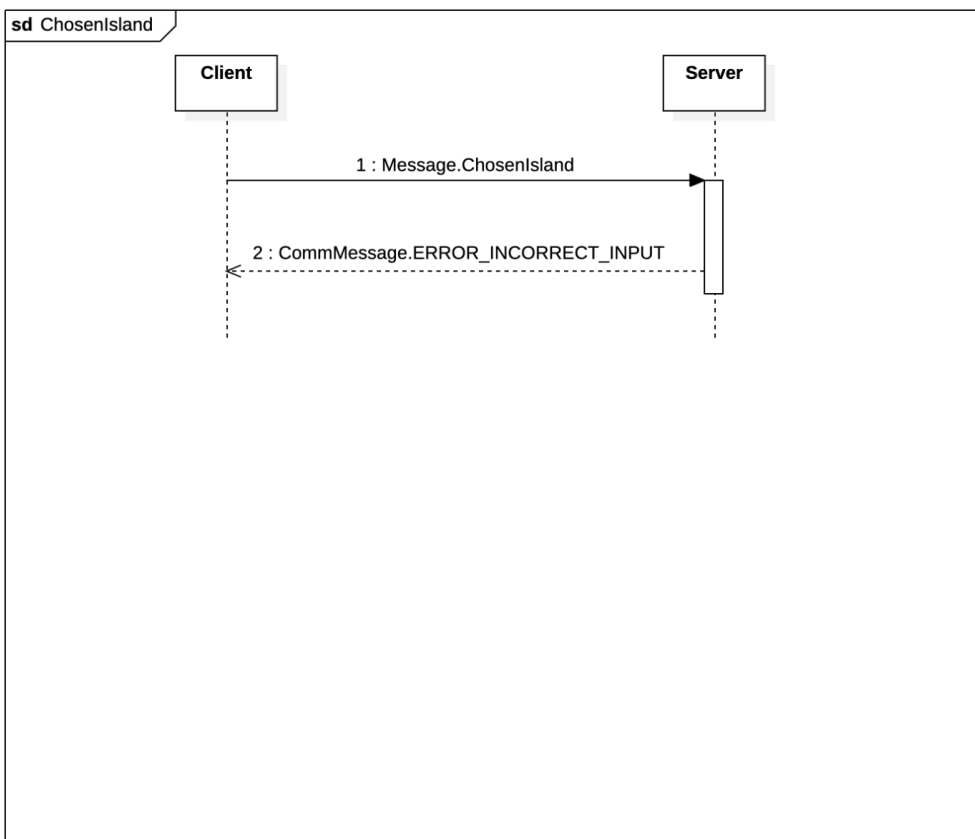 sd ChosenIsland
Client
Server
1 : Message.ChosenIsland
2 : CommMessage.ERROR_INCORRECT_INPUT